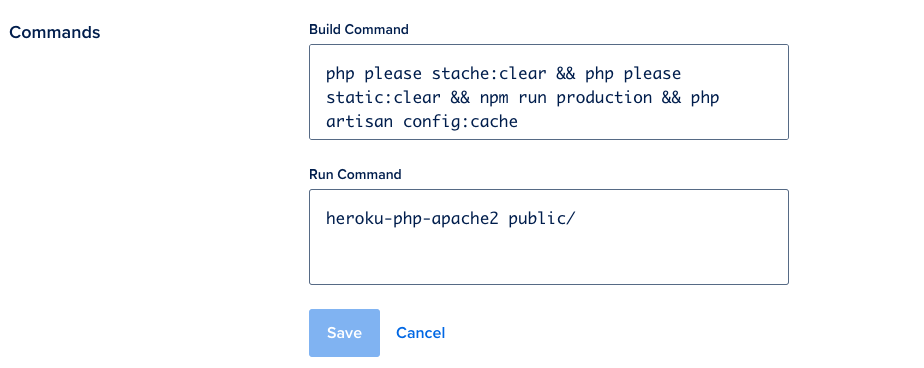 Commands
Build Command
php please stache:clear && php please
static:clear && npm run production && php
artisan config:cache
Run Command
heroku-php-apache2 public/
Save
Cancel